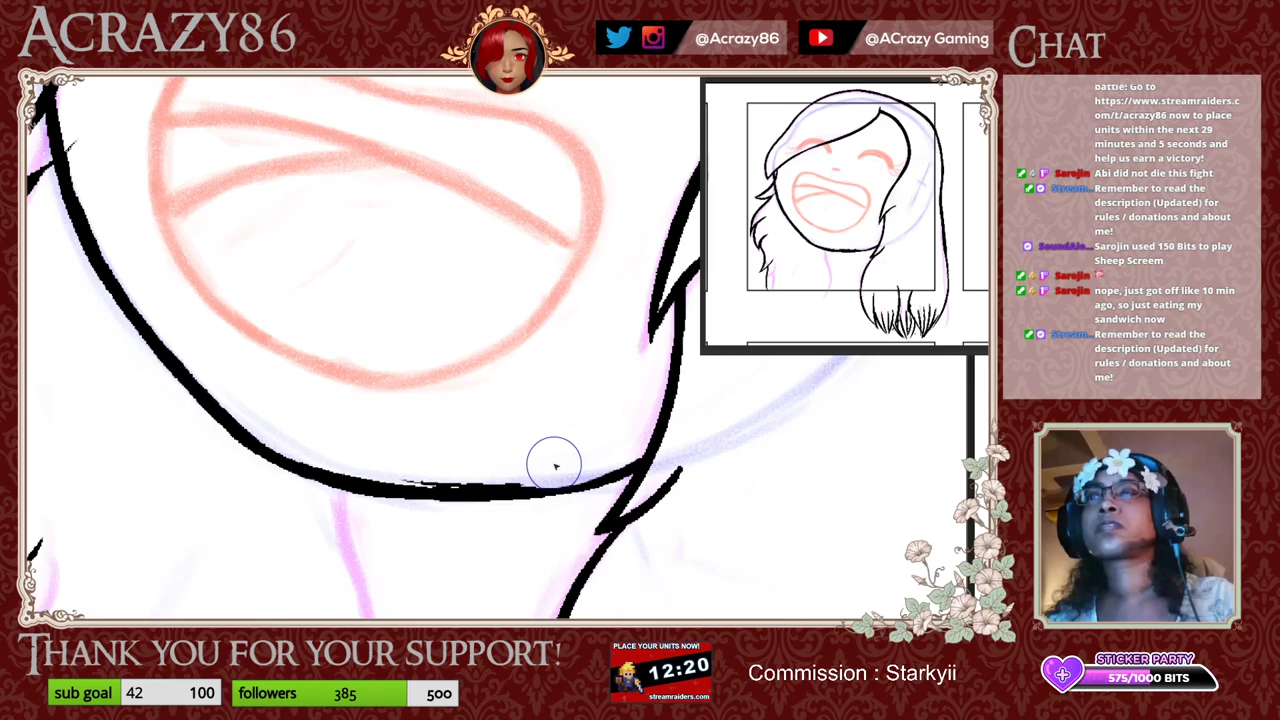 ACRAZY86
@Acrazy86
@ACrazy Gaming
CHAT
battle! Go to
https://www.streamraiders.c
om/t/acrazy86 now to place
units within the next 29
minutes and 5 seconds and
help us earn a victory!
Sarojin Abi did not die this fight
Stream... Remember to read the
description (Updated) for
rules / donations and about
me!
SoundAle... Sarojin used 150 Bits to play
Sheep Screem
Sarojin
Sarojin nope, just got off like 10 min
ago, so just eating my
sandwich now
Stream... Remember to read the
description (Updated) for
rules / donations and about
me!
THANK YOU FOR YOUR SUPPORT!
sub goal 42 100
followers 385 500
PLACE YOUR UNITS NOW!
12:20
streamraiders.com
Commission : Starkyii
STICKER PARTY
575/1000 BITS